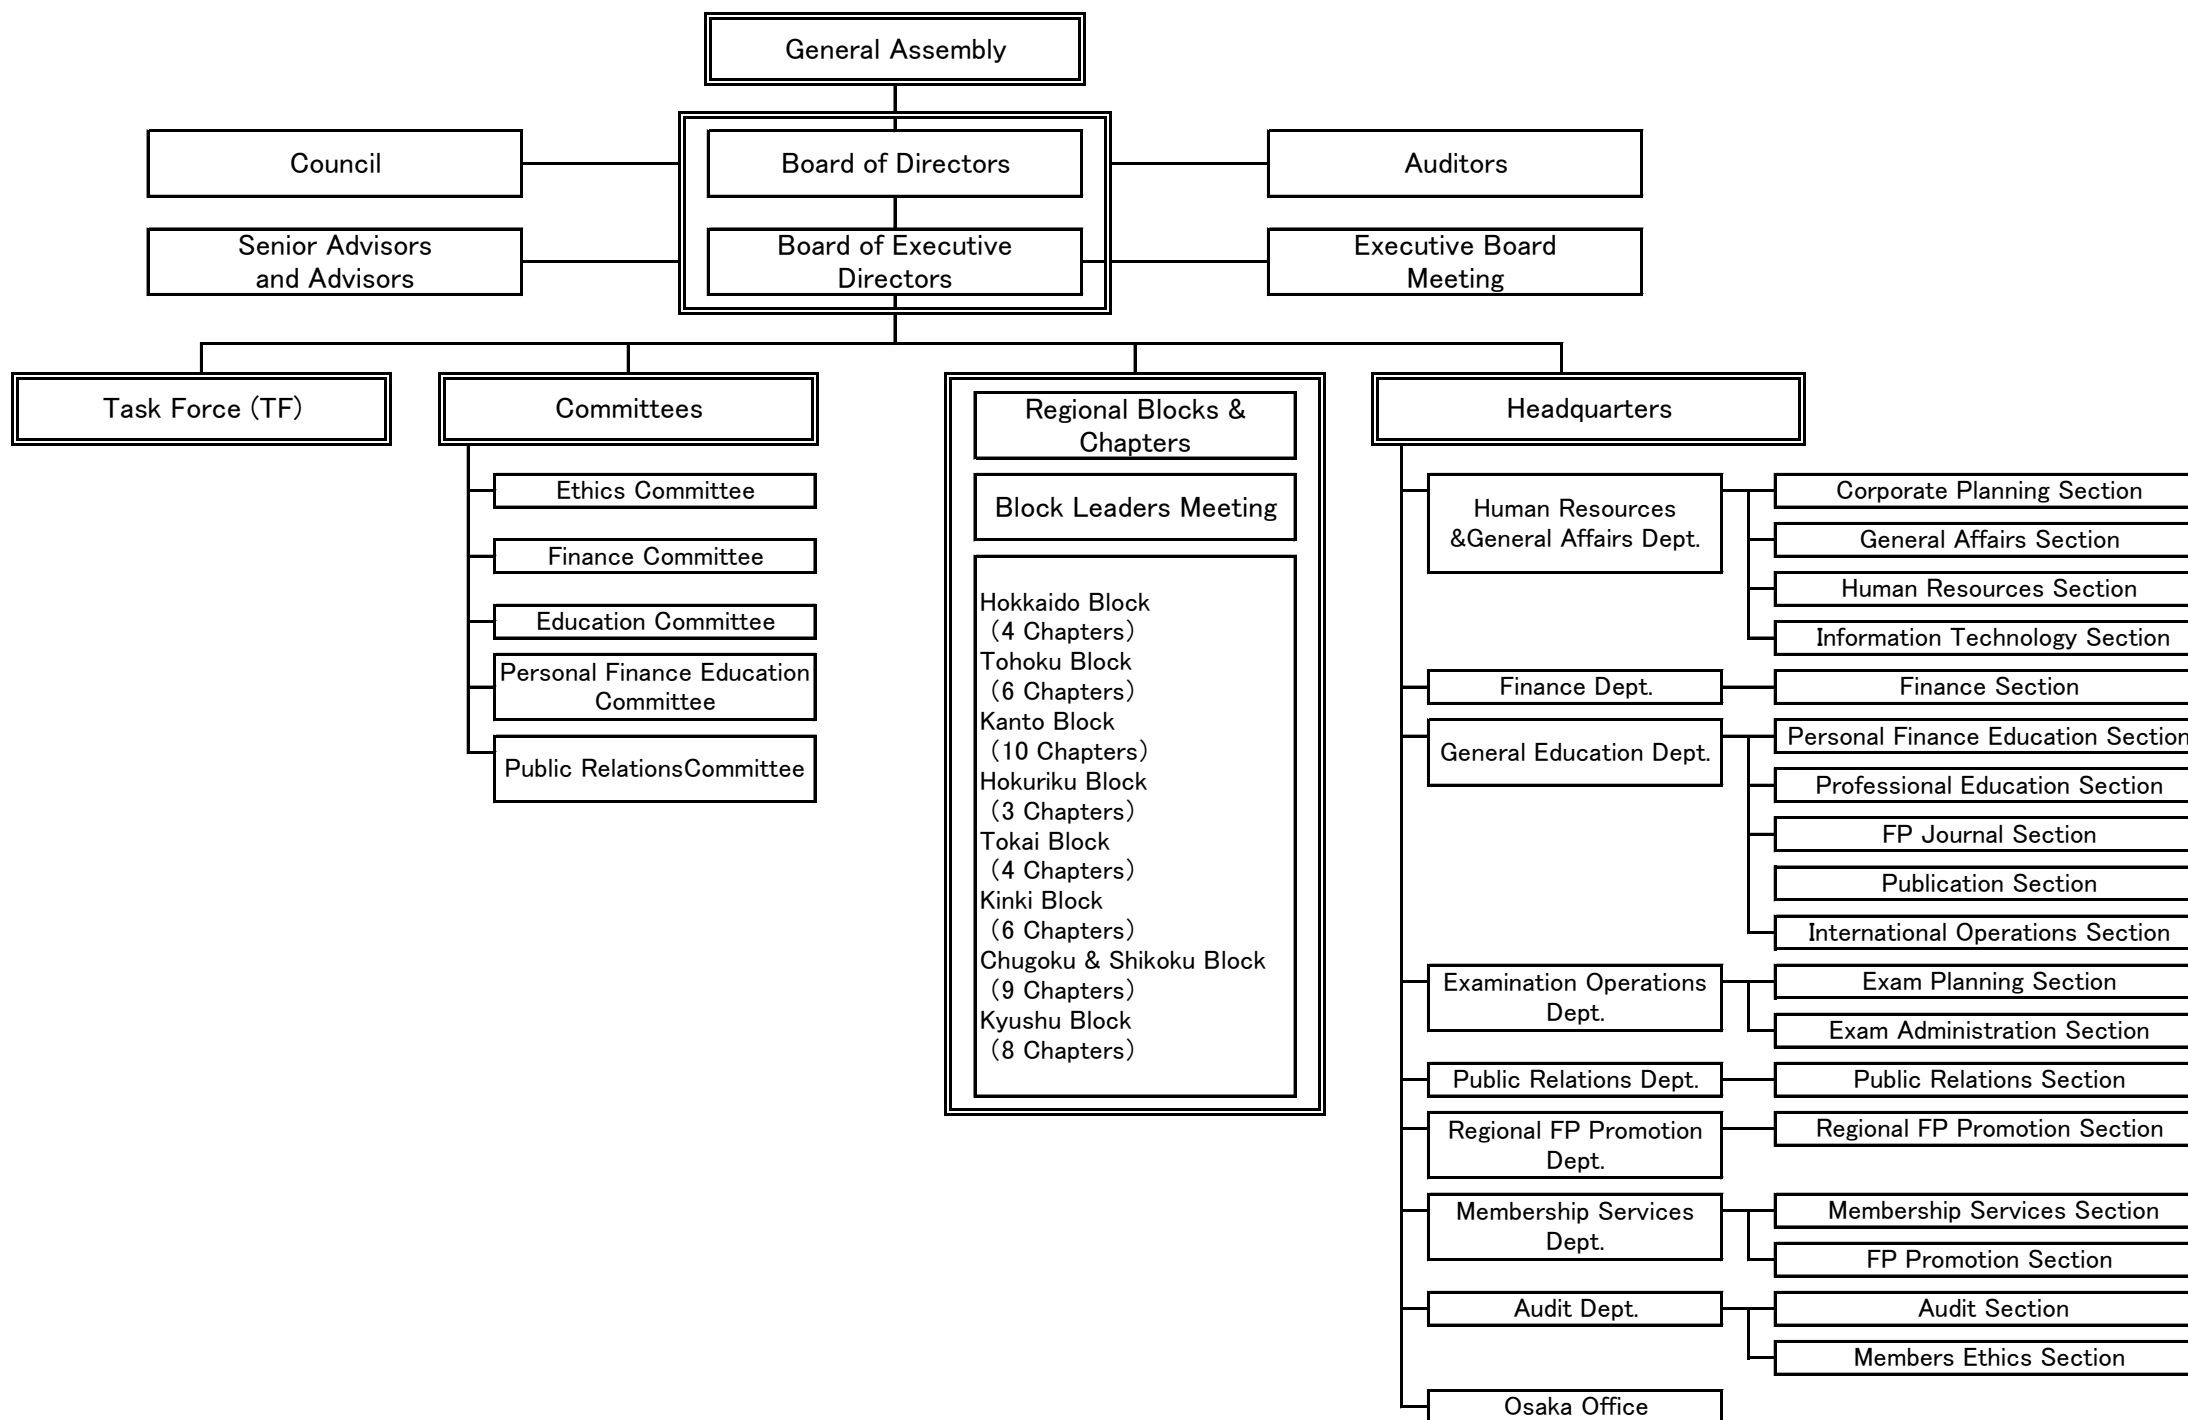 General Assembly
Council
Board of Directors
Auditors
Senior Advisors
and Advisors
Board of Executive
Directors
Executive Board
Meeting
Task Force (TF)
Committees
Ethics Committee
Finance Committee
Education Committee
Personal Finance Education
Committee
Public RelationsCommittee
Regional Blocks &
Chapters
Block Leaders Meeting
Hokkaido Block
（4 Chapters）
Tohoku Block
（6 Chapters）
Kanto Block
（10 Chapters）
Hokuriku Block
（3 Chapters）
Tokai Block
（4 Chapters）
Kinki Block
（6 Chapters）
Chugoku & Shikoku Block
（9 Chapters）
Kyushu Block
（8 Chapters）
Headquarters
Human Resources
&General Affairs Dept.
Corporate Planning Section
General Affairs Section
Human Resources Section
Information Technology Section
Finance Dept.
Finance Section
General Education Dept.
Personal Finance Education Section
Professional Education Section
FP Journal Section
Publication Section
International Operations Section
Examination Operations
Dept.
Exam Planning Section
Exam Administration Section
Public Relations Dept.
Public Relations Section
Regional FP Promotion
Dept.
Regional FP Promotion Section
Membership Services
Dept.
Membership Services Section
FP Promotion Section
Audit Dept.
Audit Section
Members Ethics Section
Osaka Office